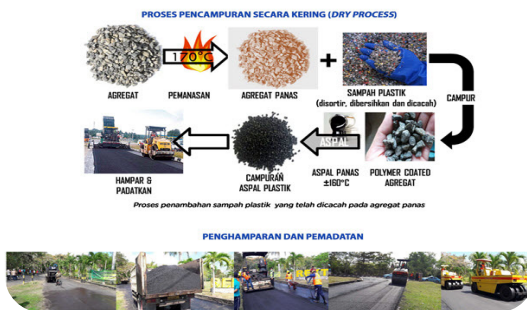 PROSES PENCAMPURAN SECARA KERING (DRY PROCESS)
170°C
AGREGAT
PEMANASAN
AGREGAT PANAS
+
SAMPAH PLASTIK
(disortir, dibersihkan dan dicacah)
CAMPUR
POLYMER COATED
AGREGAT
ASPAL
ASPAL PANAS
±160°C
CAMPURAN
ASPAL PLASTIK
HAMPAR &
PADATKAN
Proses penambahan sampah plastik yang telah dicacah pada agregat panas
PENGHAMPARAN DAN PEMADATAN